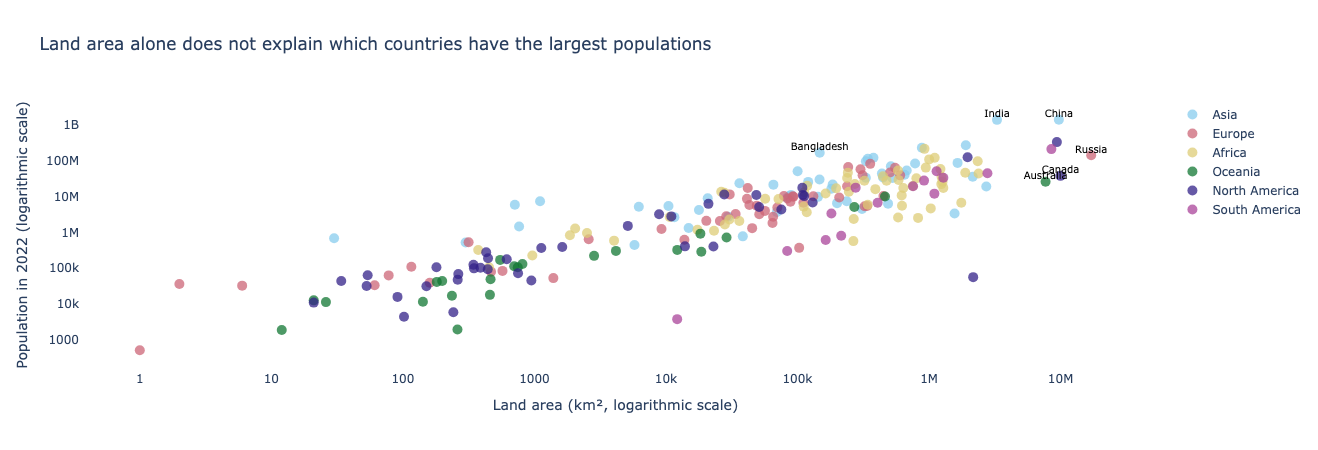 Land area alone does not explain which countries have the largest populations
Population in 2022 (logarithmic scale)
1B
100M
10M
1M
100k
10k
1000
India
China
Bangladesh
Russia
Canada
Australia
Asia
Europe
Africa
Oceania
North America
South America
1
10
100
1000
10k
100k
1M
10M
Land area (km², logarithmic scale)